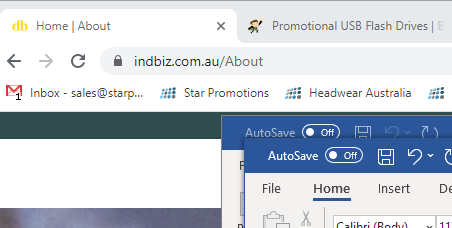 Home | About
Promotional USB Flash Drives | B
indbiz.com.au/About
1 Inbox - sales@starp... Star Promotions Headwear Australia
AutoSave Off
AutoSave Off
F
File Home Insert De
Calibri (Body) 11